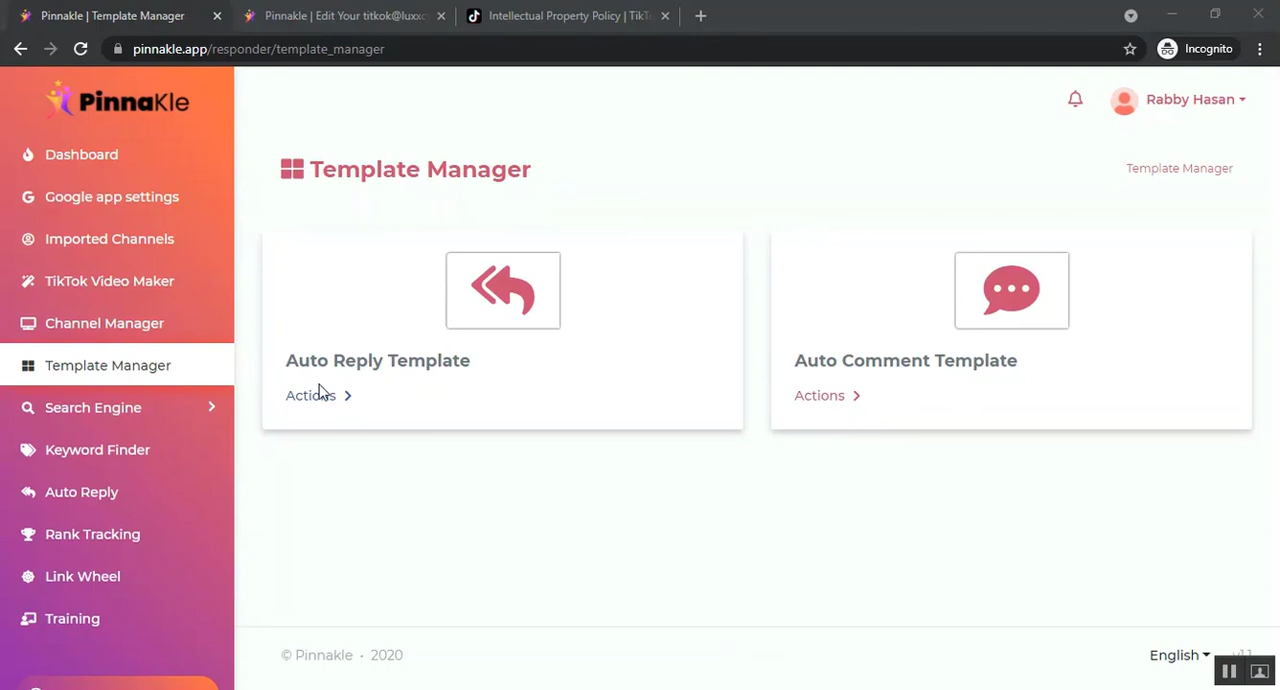 Pinnakle | Template Manager
Pinnakle | Edit Your titkok@luxxc
Intellectual Property Policy | TikT
pinnakle.app/responder/template_manager
Incognito
PinnaKle
Rabby Hasan
Dashboard
Template Manager
Template Manager
Google app settings
Imported Channels
TikTok Video Maker
Channel Manager
Template Manager
Auto Reply Template
Auto Comment Template
Actions
Actions
Search Engine
Keyword Finder
Auto Reply
Rank Tracking
Link Wheel
Training
© Pinnakle • 2020
English
v1.1